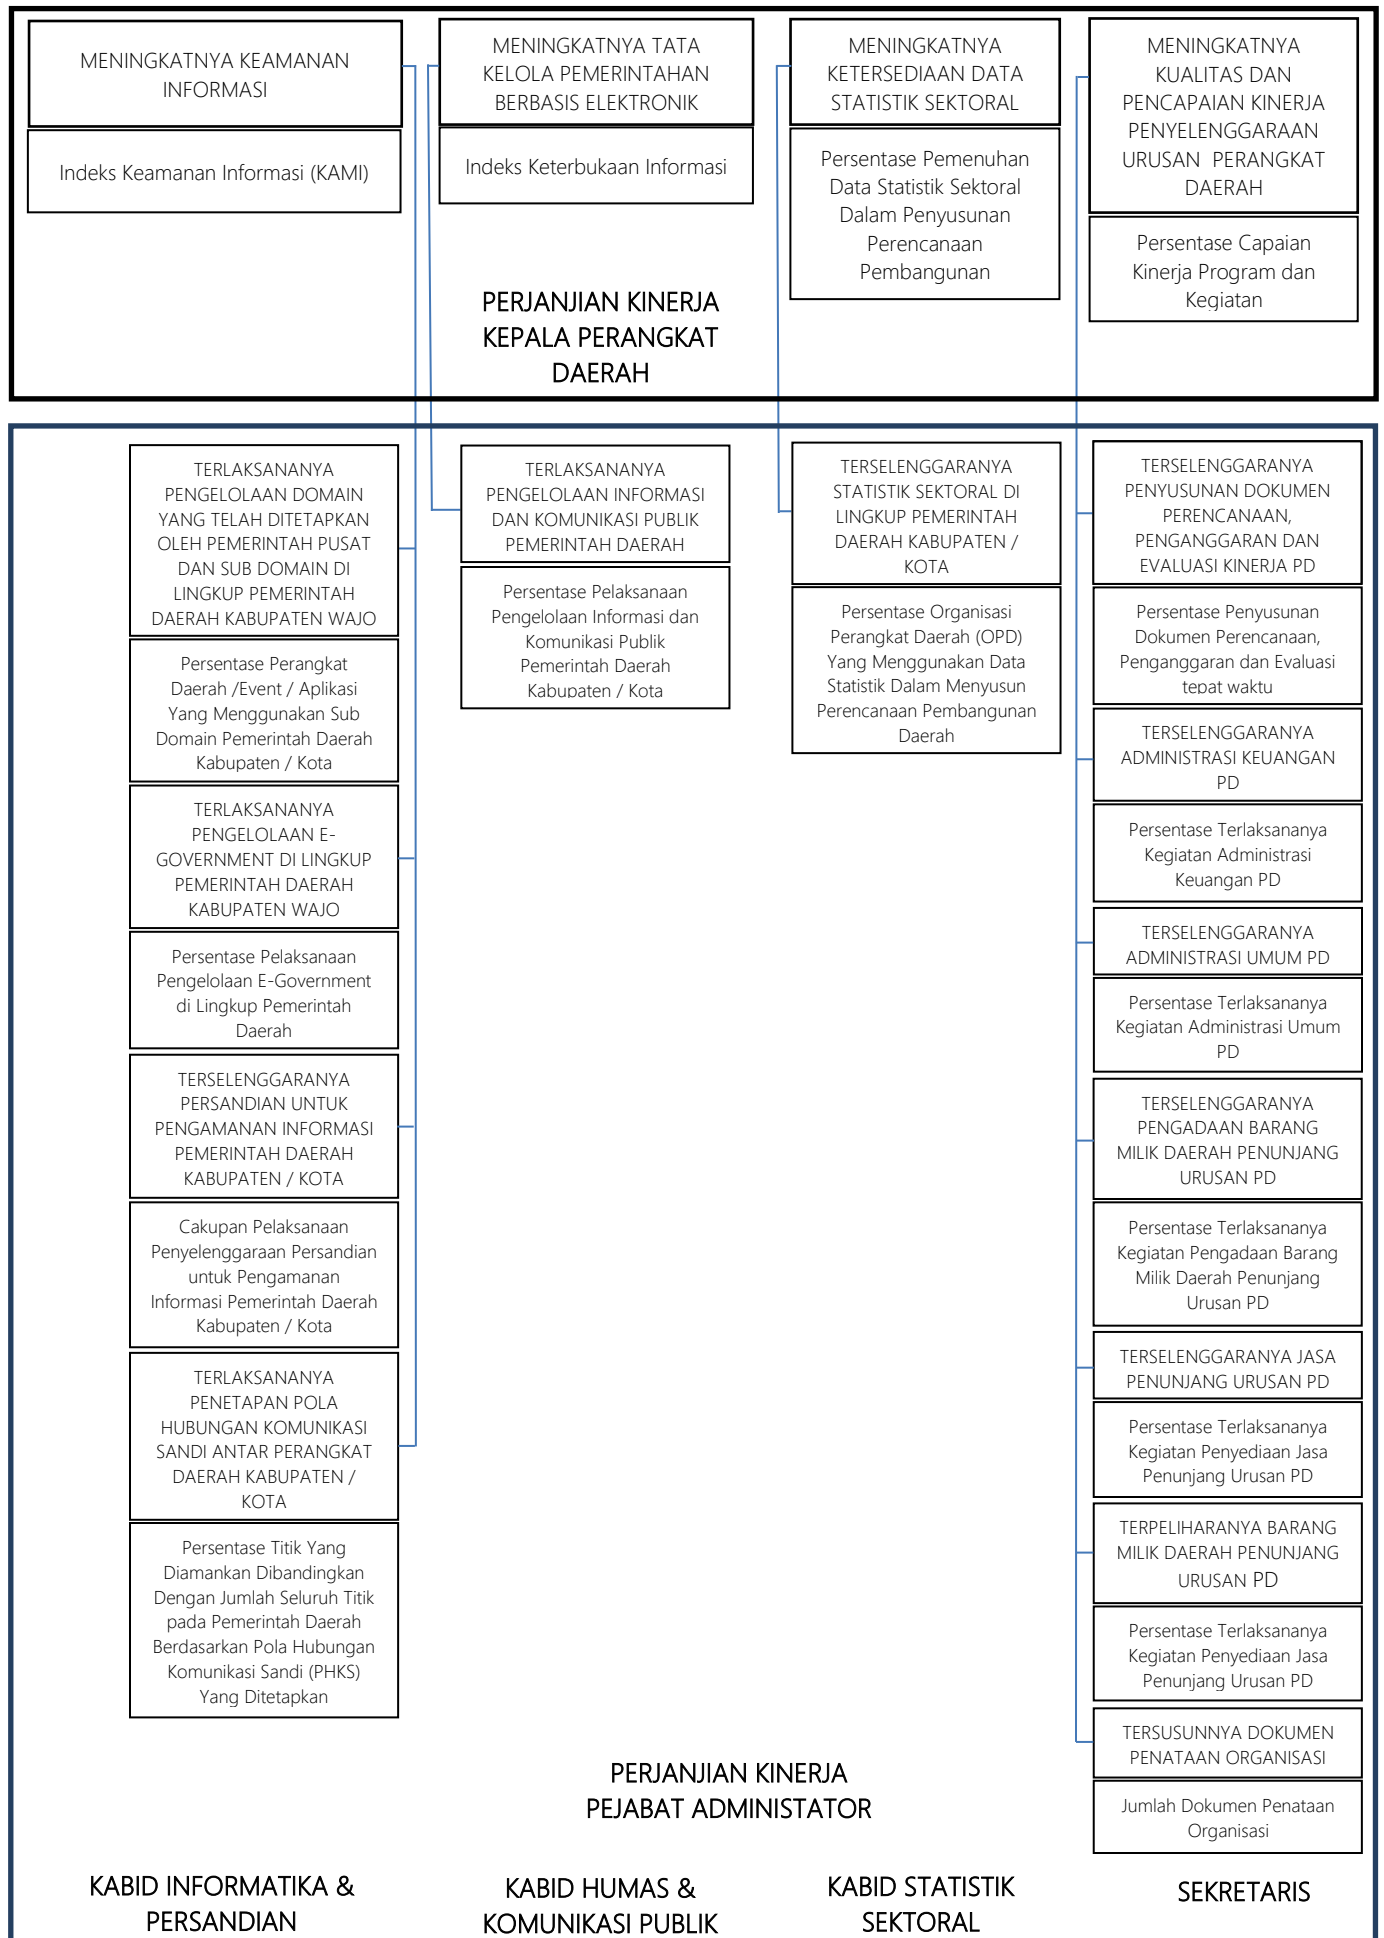 MENINGKATNYA KEAMANAN
INFORMASI
Indeks Keamanan Informasi (KAMI)
MENINGKATNYA TATA
KELOLA PEMERINTAHAN
BERBASIS ELEKTRONIK
Indeks Keterbukaan Informasi
MENINGKATNYA
KETERSEDIAAN DATA
STATISTIK SEKTORAL
Persentase Pemenuhan
Data Statistik Sektoral
Dalam Penyusunan
Perencanaan
Pembangunan
MENINGKATNYA
KUALITAS DAN
PENCAPAIAN KINERJA
PENYELENGGARAAN
URUSAN PERANGKAT
DAERAH
Persentase Capaian
Kinerja Program dan
Kegiatan
PERJANJIAN KINERJA
KEPALA PERANGKAT
DAERAH
TERLAKSANANYA
PENGELOLAAN DOMAIN
YANG TELAH DITETAPKAN
OLEH PEMERINTAH PUSAT
DAN SUB DOMAIN DI
LINGKUP PEMERINTAH
DAERAH KABUPATEN WAJO
Persentase Perangkat
Daerah /Event / Aplikasi
Yang Menggunakan Sub
Domain Pemerintah Daerah
Kabupaten / Kota
TERLAKSANANYA
PENGELOLAAN E-
GOVERNMENT DI LINGKUP
PEMERINTAH DAERAH
KABUPATEN WAJO
Persentase Pelaksanaan
Pengelolaan E-Government
di Lingkup Pemerintah
Daerah
TERSELENGGARANYA
PERSANDIAN UNTUK
PENGAMANAN INFORMASI
PEMERINTAH DAERAH
KABUPATEN / KOTA
Cakupan Pelaksanaan
Penyelenggaraan Persandian
untuk Pengamanan
Informasi Pemerintah Daerah
Kabupaten / Kota
TERLAKSANANYA
PENETAPAN POLA
HUBUNGAN KOMUNIKASI
SANDI ANTAR PERANGKAT
DAERAH KABUPATEN /
KOTA
Persentase Titik Yang
Diamankan Dibandingkan
Dengan Jumlah Seluruh Titik
pada Pemerintah Daerah
Berdasarkan Pola Hubungan
Komunikasi Sandi (PHKS)
Yang Ditetapkan
TERLAKSANANYA
PENGELOLAAN INFORMASI
DAN KOMUNIKASI PUBLIK
PEMERINTAH DAERAH
Persentase Pelaksanaan
Pengelolaan Informasi dan
Komunikasi Publik
Pemerintah Daerah
Kabupaten / Kota
TERSELENGGARANYA
STATISTIK SEKTORAL DI
LINGKUP PEMERINTAH
DAERAH KABUPATEN /
KOTA
Persentase Organisasi
Perangkat Daerah (OPD)
Yang Menggunakan Data
Statistik Dalam Menyusun
Perencanaan Pembangunan
Daerah
TERSELENGGARANYA
PENYUSUNAN DOKUMEN
PERENCANAAN,
PENGANGGARAN DAN
EVALUASI KINERJA PD
Persentase Penyusunan
Dokumen Perencanaan,
Penganggaran dan Evaluasi
tepat waktu
TERSELENGGARANYA
ADMINISTRASI KEUANGAN
PD
Persentase Terlaksananya
Kegiatan Administrasi
Keuangan PD
TERSELENGGARANYA
ADMINISTRASI UMUM PD
Persentase Terlaksananya
Kegiatan Administrasi Umum
PD
TERSELENGGARANYA
PENGADAAN BARANG
MILIK DAERAH PENUNJANG
URUSAN PD
Persentase Terlaksananya
Kegiatan Pengadaan Barang
Milik Daerah Penunjang
Urusan PD
TERSELENGGARANYA JASA
PENUNJANG URUSAN PD
Persentase Terlaksananya
Kegiatan Penyediaan Jasa
Penunjang Urusan PD
TERPELIHARANYA BARANG
MILIK DAERAH PENUNJANG
URUSAN PD
Persentase Terlaksananya
Kegiatan Penyediaan Jasa
Penunjang Urusan PD
TERSUSUNNYA DOKUMEN
PENATAAN ORGANISASI
Jumlah Dokumen Penataan
Organisasi
PERJANJIAN KINERJA
PEJABAT ADMINISTATOR
KABID INFORMATIKA &
PERSANDIAN
KABID HUMAS &
KOMUNIKASI PUBLIK
KABID STATISTIK
SEKTORAL
SEKRETARIS